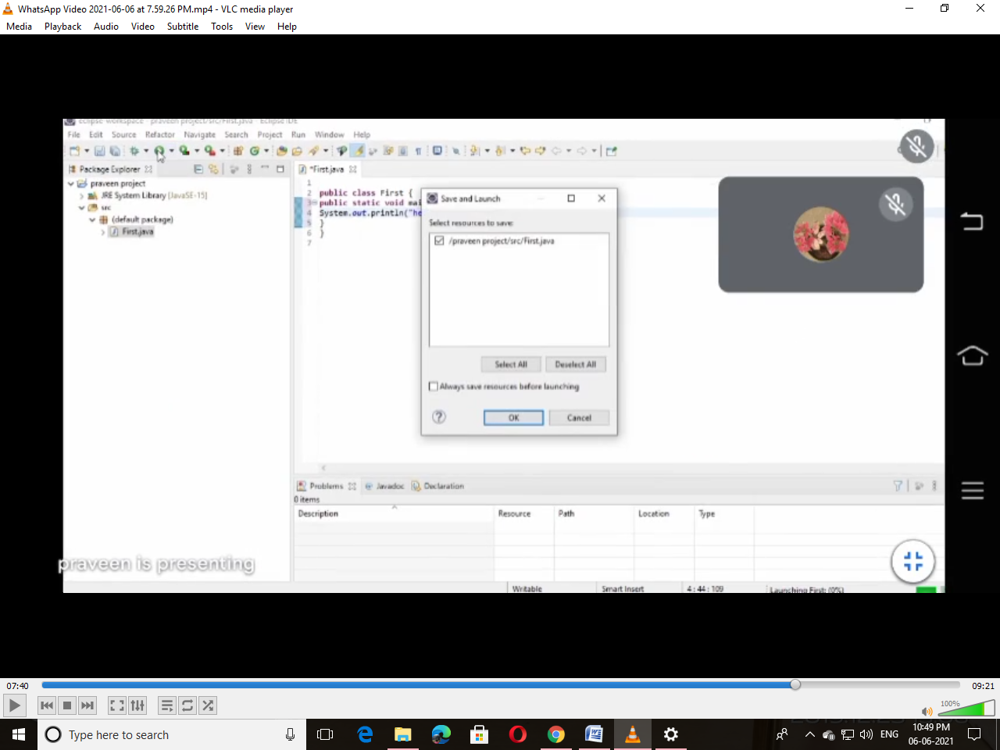 WhatsApp Video 2021-06-06 at 7.59.26 PM.mp4 - VLC media player
Media Playback Audio Video Subtitle Tools View Help
eclipse-workspace - praveen project/src/First.java - Eclipse IDE
File Edit Source Refactor Navigate Search Project Run Window Help
Package Explorer
*First.java
praveen project
JRE System Library [JavaSE-15]
src
(default package)
First.java
1
2 public class First {
3 public static void mai
4 System.out.println("he
5 }
6 }
7
Save and Launch
Select resources to save:
/praveen project/src/First.java
Select All Deselect All
Always save resources before launching
OK Cancel
Problems Javadoc Declaration
0 items
Description Resource Path Location Type
praveen is presenting
Writable Smart Insert 4 : 44 : 109 Launching First: (0%)
07:40 09:21
100%
Type here to search
ENG
10:49 PM
06-06-2021